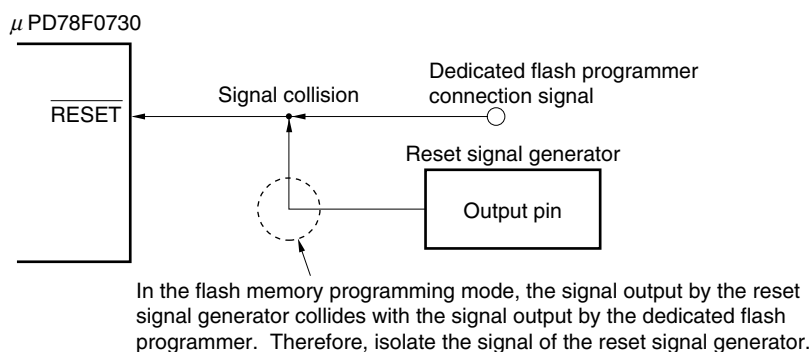 μ PD78F0730
Dedicated flash programmer
connection signal
Signal collision
RESET
Reset signal generator
Output pin
In the flash memory programming mode, the signal output by the reset
signal generator collides with the signal output by the dedicated flash
programmer.  Therefore, isolate the signal of the reset signal generator.